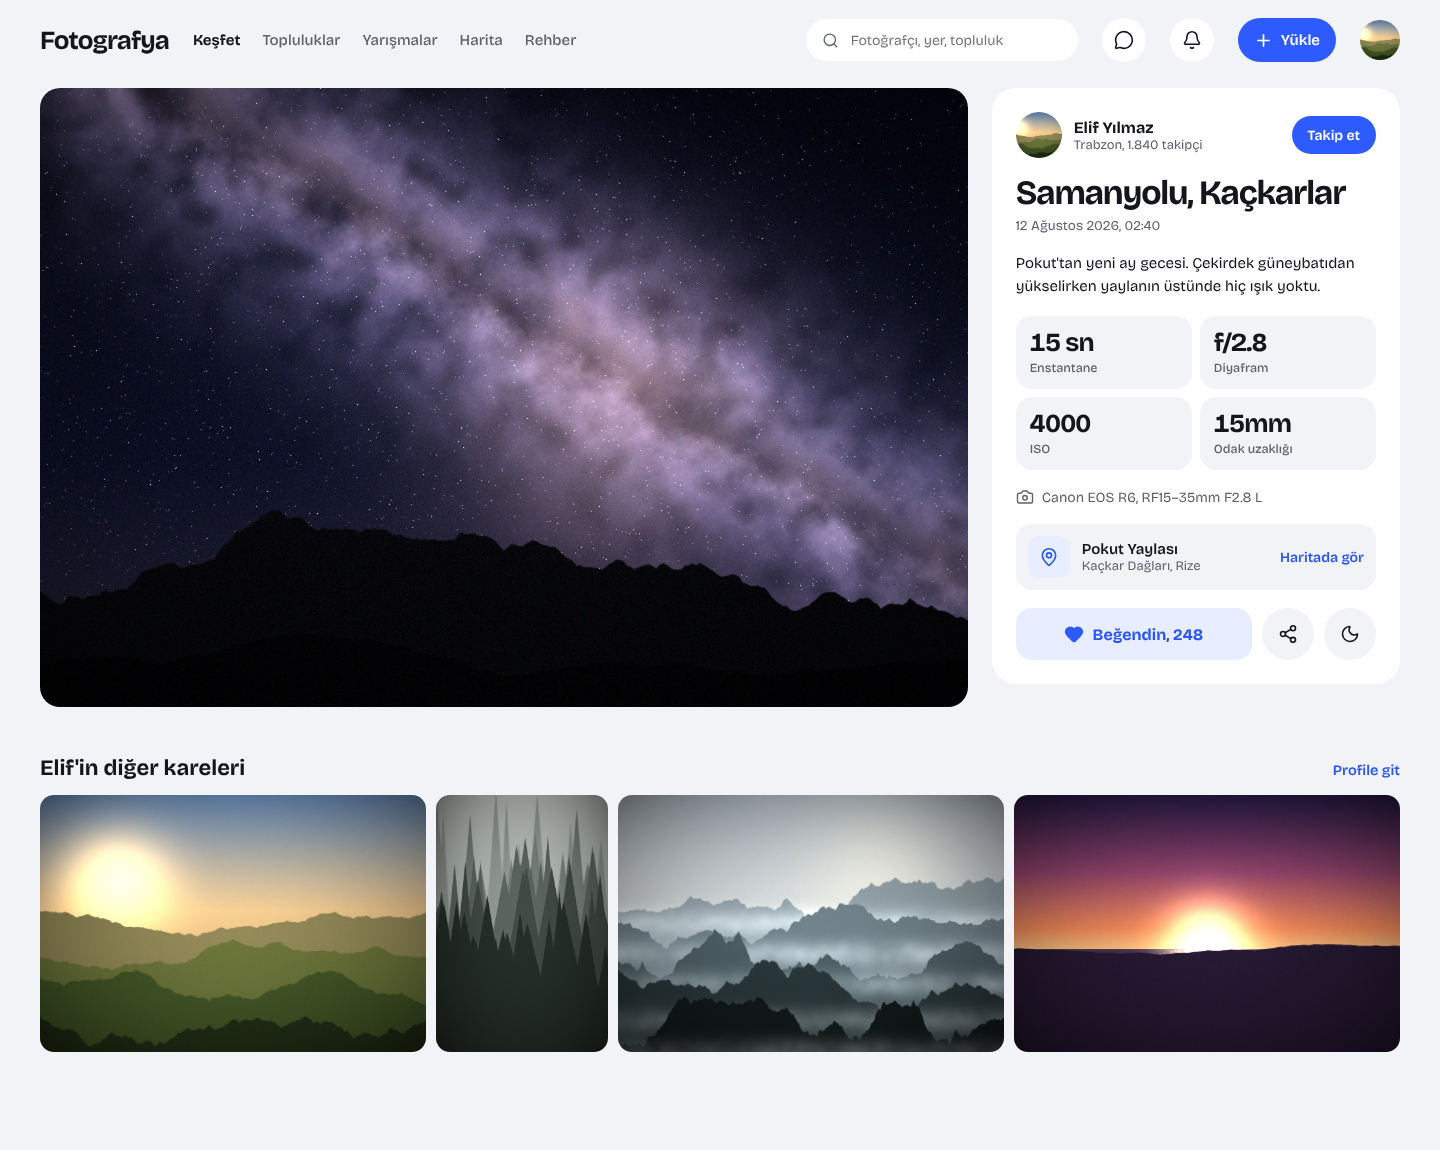 Fotografya
Keşfet
Topluluklar
Yarışmalar
Harita
Rehber
Fotoğrafçı, yer, topluluk
Yükle
Elif Yılmaz
Trabzon, 1.840 takipçi
Takip et
Samanyolu, Kaçkarlar
12 Ağustos 2026, 02:40
Pokut'tan yeni ay gecesi. Çekirdek güneybatıdan
yükselirken yaylanın üstünde hiç ışık yoktu.
15 sn
Enstantane
f/2.8
Diyafram
4000
ISO
15mm
Odak uzaklığı
Canon EOS R6, RF15–35mm F2.8 L
Pokut Yaylası
Kaçkar Dağları, Rize
Haritada gör
Beğendin, 248
Elif'in diğer kareleri
Profile git